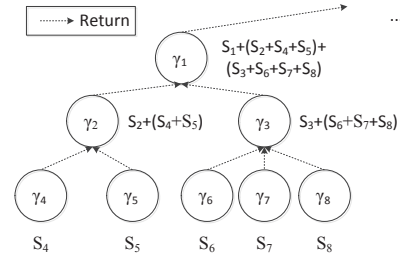 Return
..
γ₁
S₁+(S₂+S₄+S₅)+
(S₃+S₆+S₇+S₈)
γ₂ S₂+(S₄+S₅) γ₃ S₃+(S₆+S₇+S₈)
γ₄ γ₅ γ₆ γ₇ γ₈
S₄ S₅ S₆ S₇ S₈